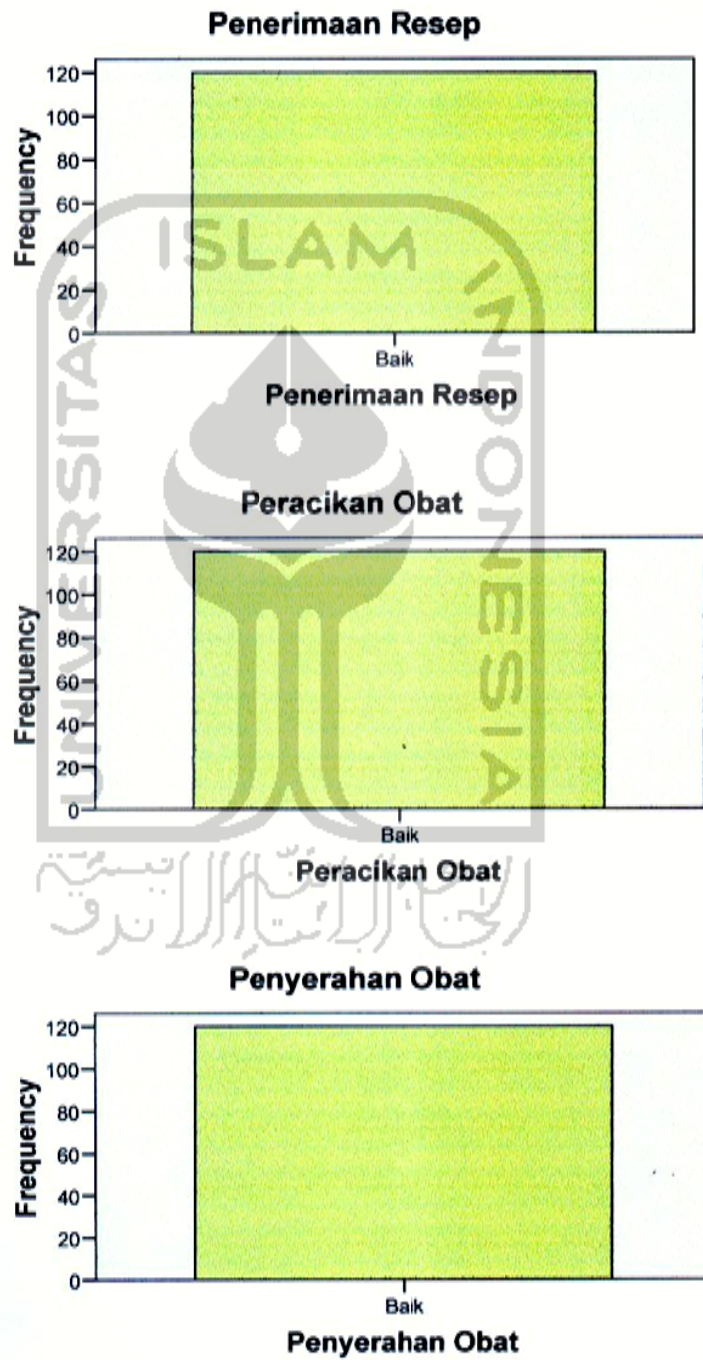 Penerimaan Resep
120
100
80
60
40
20
0
Frequency
Baik
Penerimaan Resep
UNIVERSITAS ISLAM INDONESIA
Peracikan Obat
120
100
80
60
40
20
0
Frequency
Baik
Peracikan Obat
Penyerahan Obat
120
100
80
60
40
20
0
Frequency
Baik
Penyerahan Obat